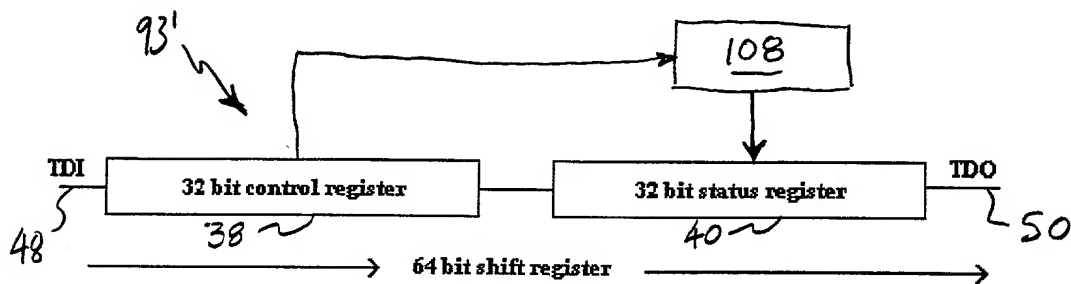 93'
108
TDI
32 bit control register
32 bit status register
TDO
48
38
40
50
64 bit shift register